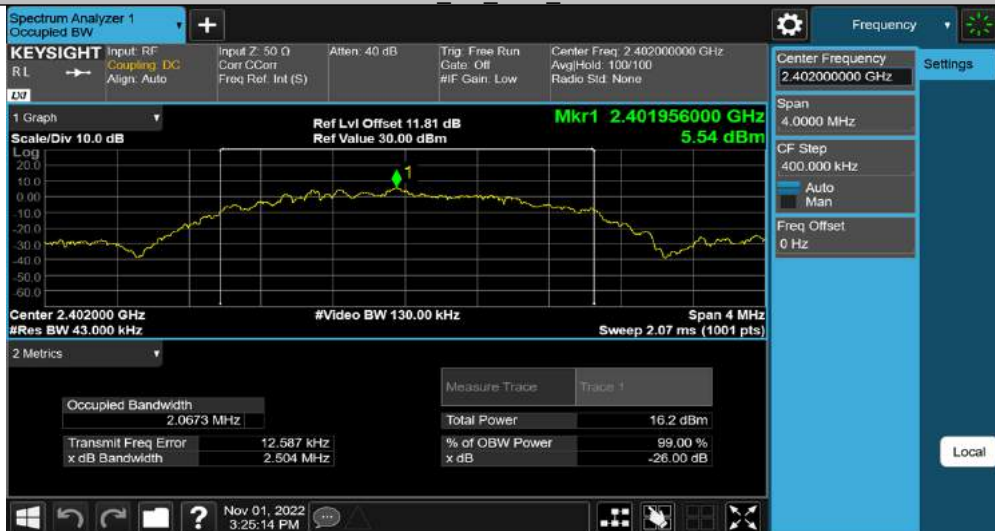 Spectrum Analyzer 1
Occupied BW
+
Frequency
KEYSIGHT
RL
LXI
Input: RF
Coupling: DC
Align: Auto
Input Z: 50 Ω
Corr CCorr
Freq Ref: Int (S)
Atten: 40 dB
Trig: Free Run
Gate: Off
#IF Gain: Low
Center Freq: 2.402000000 GHz
Avg|Hold: 100/100
Radio Std: None
1 Graph
Scale/Div 10.0 dB
Ref Lvl Offset 11.81 dB
Ref Value 30.00 dBm
Mkr1 2.401956000 GHz
5.54 dBm
Log
20.0
10.0
0.00
-10.0
-20.0
-30.0
-40.0
-50.0
-60.0
1
Center 2.402000 GHz
#Res BW 43.000 kHz
#Video BW 130.00 kHz
Span 4 MHz
Sweep 2.07 ms (1001 pts)
2 Metrics
Measure Trace
Trace 1
Occupied Bandwidth
2.0673 MHz
Total Power
16.2 dBm
Transmit Freq Error
12.587 kHz
% of OBW Power
99.00 %
x dB Bandwidth
2.504 MHz
x dB
-26.00 dB
Center Frequency
2.402000000 GHz
Settings
Span
4.0000 MHz
CF Step
400.000 kHz
Auto
Man
Freq Offset
0 Hz
Local
?
Nov 01, 2022
3:25:14 PM